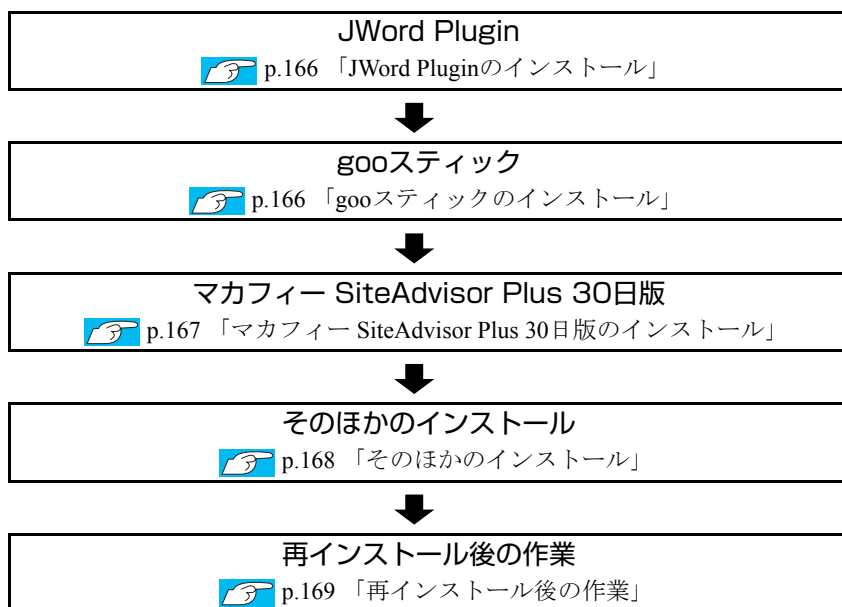 JWord Plugin
p.166 「JWord Pluginのインストール」
gooスティック
p.166 「gooスティックのインストール」
マカフィー SiteAdvisor Plus 30日版
p.167 「マカフィー SiteAdvisor Plus 30日版のインストール」
そのほかのインストール
p.168 「そのほかのインストール」
再インストール後の作業
p.169 「再インストール後の作業」